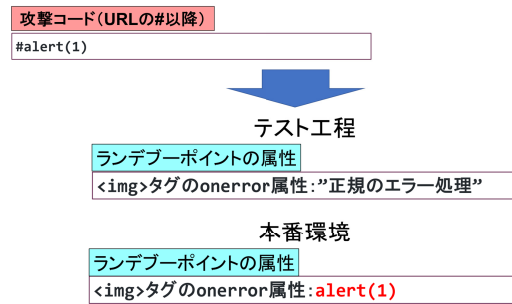 攻撃コード（URLの#以降）
#alert(1)
テスト工程
ランデブーポイントの属性
<img>タグのonerror属性:”正規のエラー処理”
本番環境
ランデブーポイントの属性
<img>タグのonerror属性:alert(1)